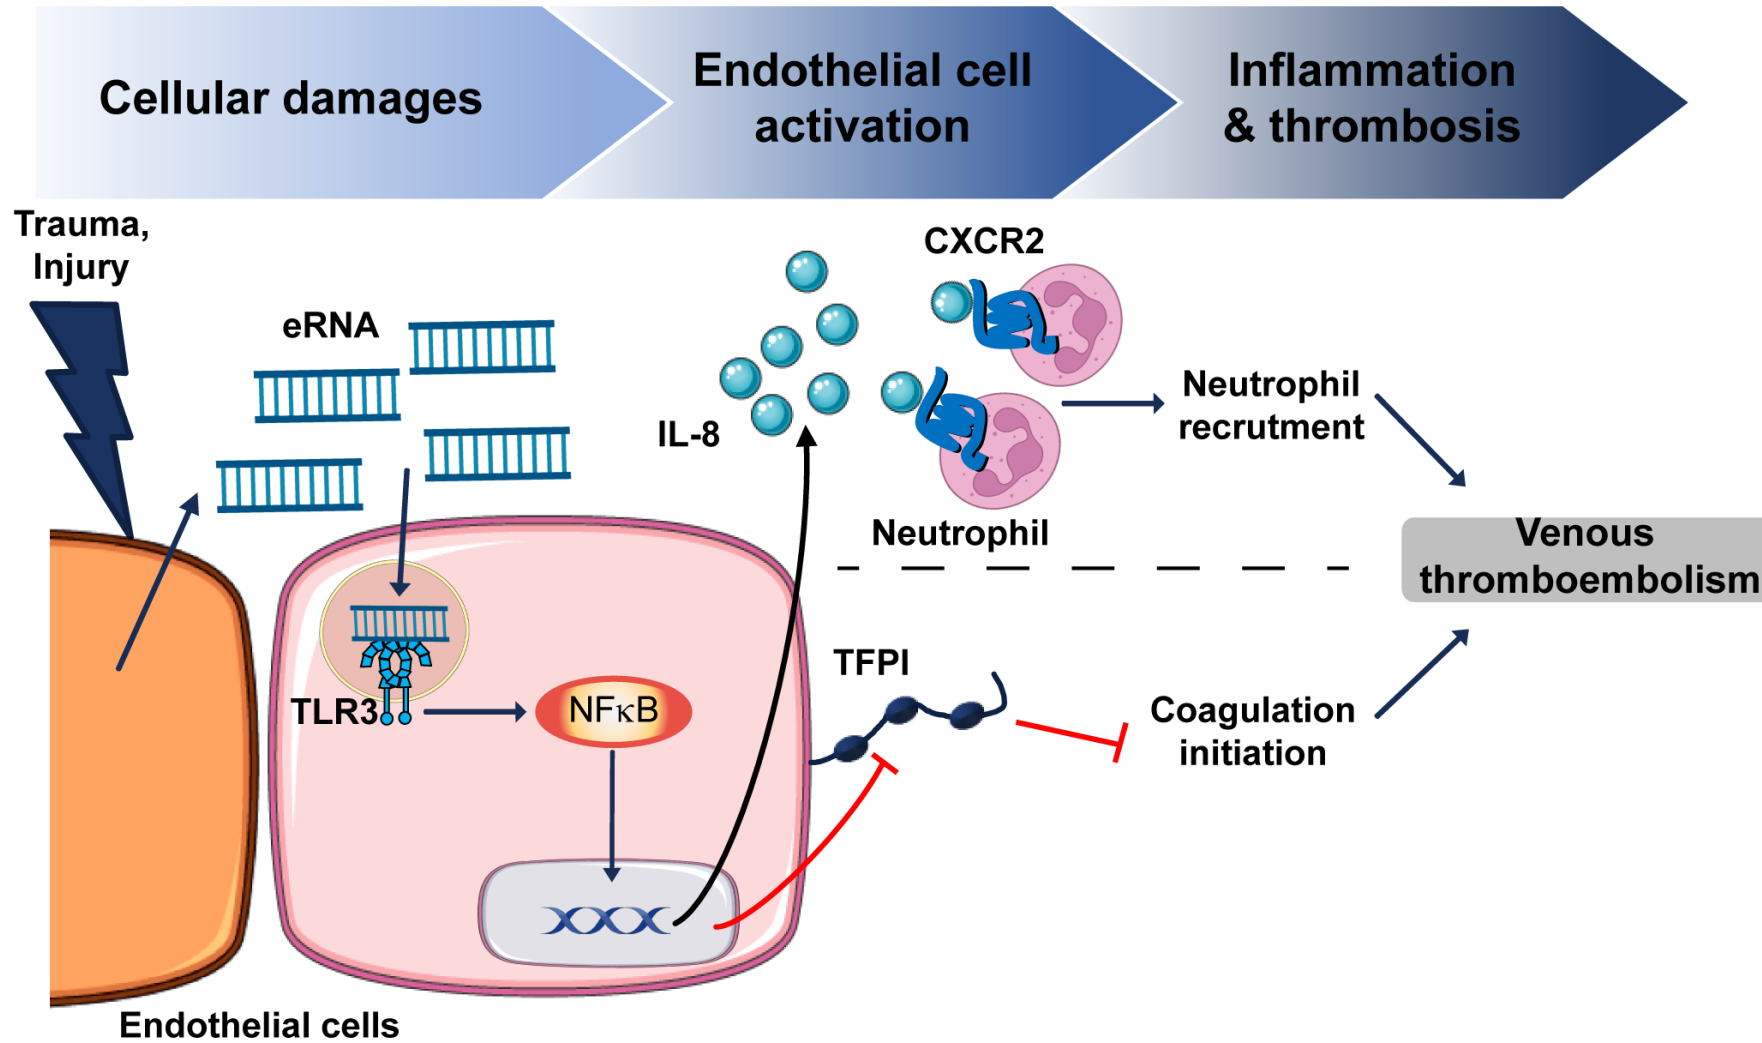 Cellular damages
Endothelial cell
activation
Inflammation
& thrombosis
Trauma,
Injury
eRNA
CXCR2
IL-8
Neutrophil
recrutment
Neutrophil
Venous
thromboembolism
TFPI
TLR3
NFκB
Coagulation
initiation
Endothelial cells